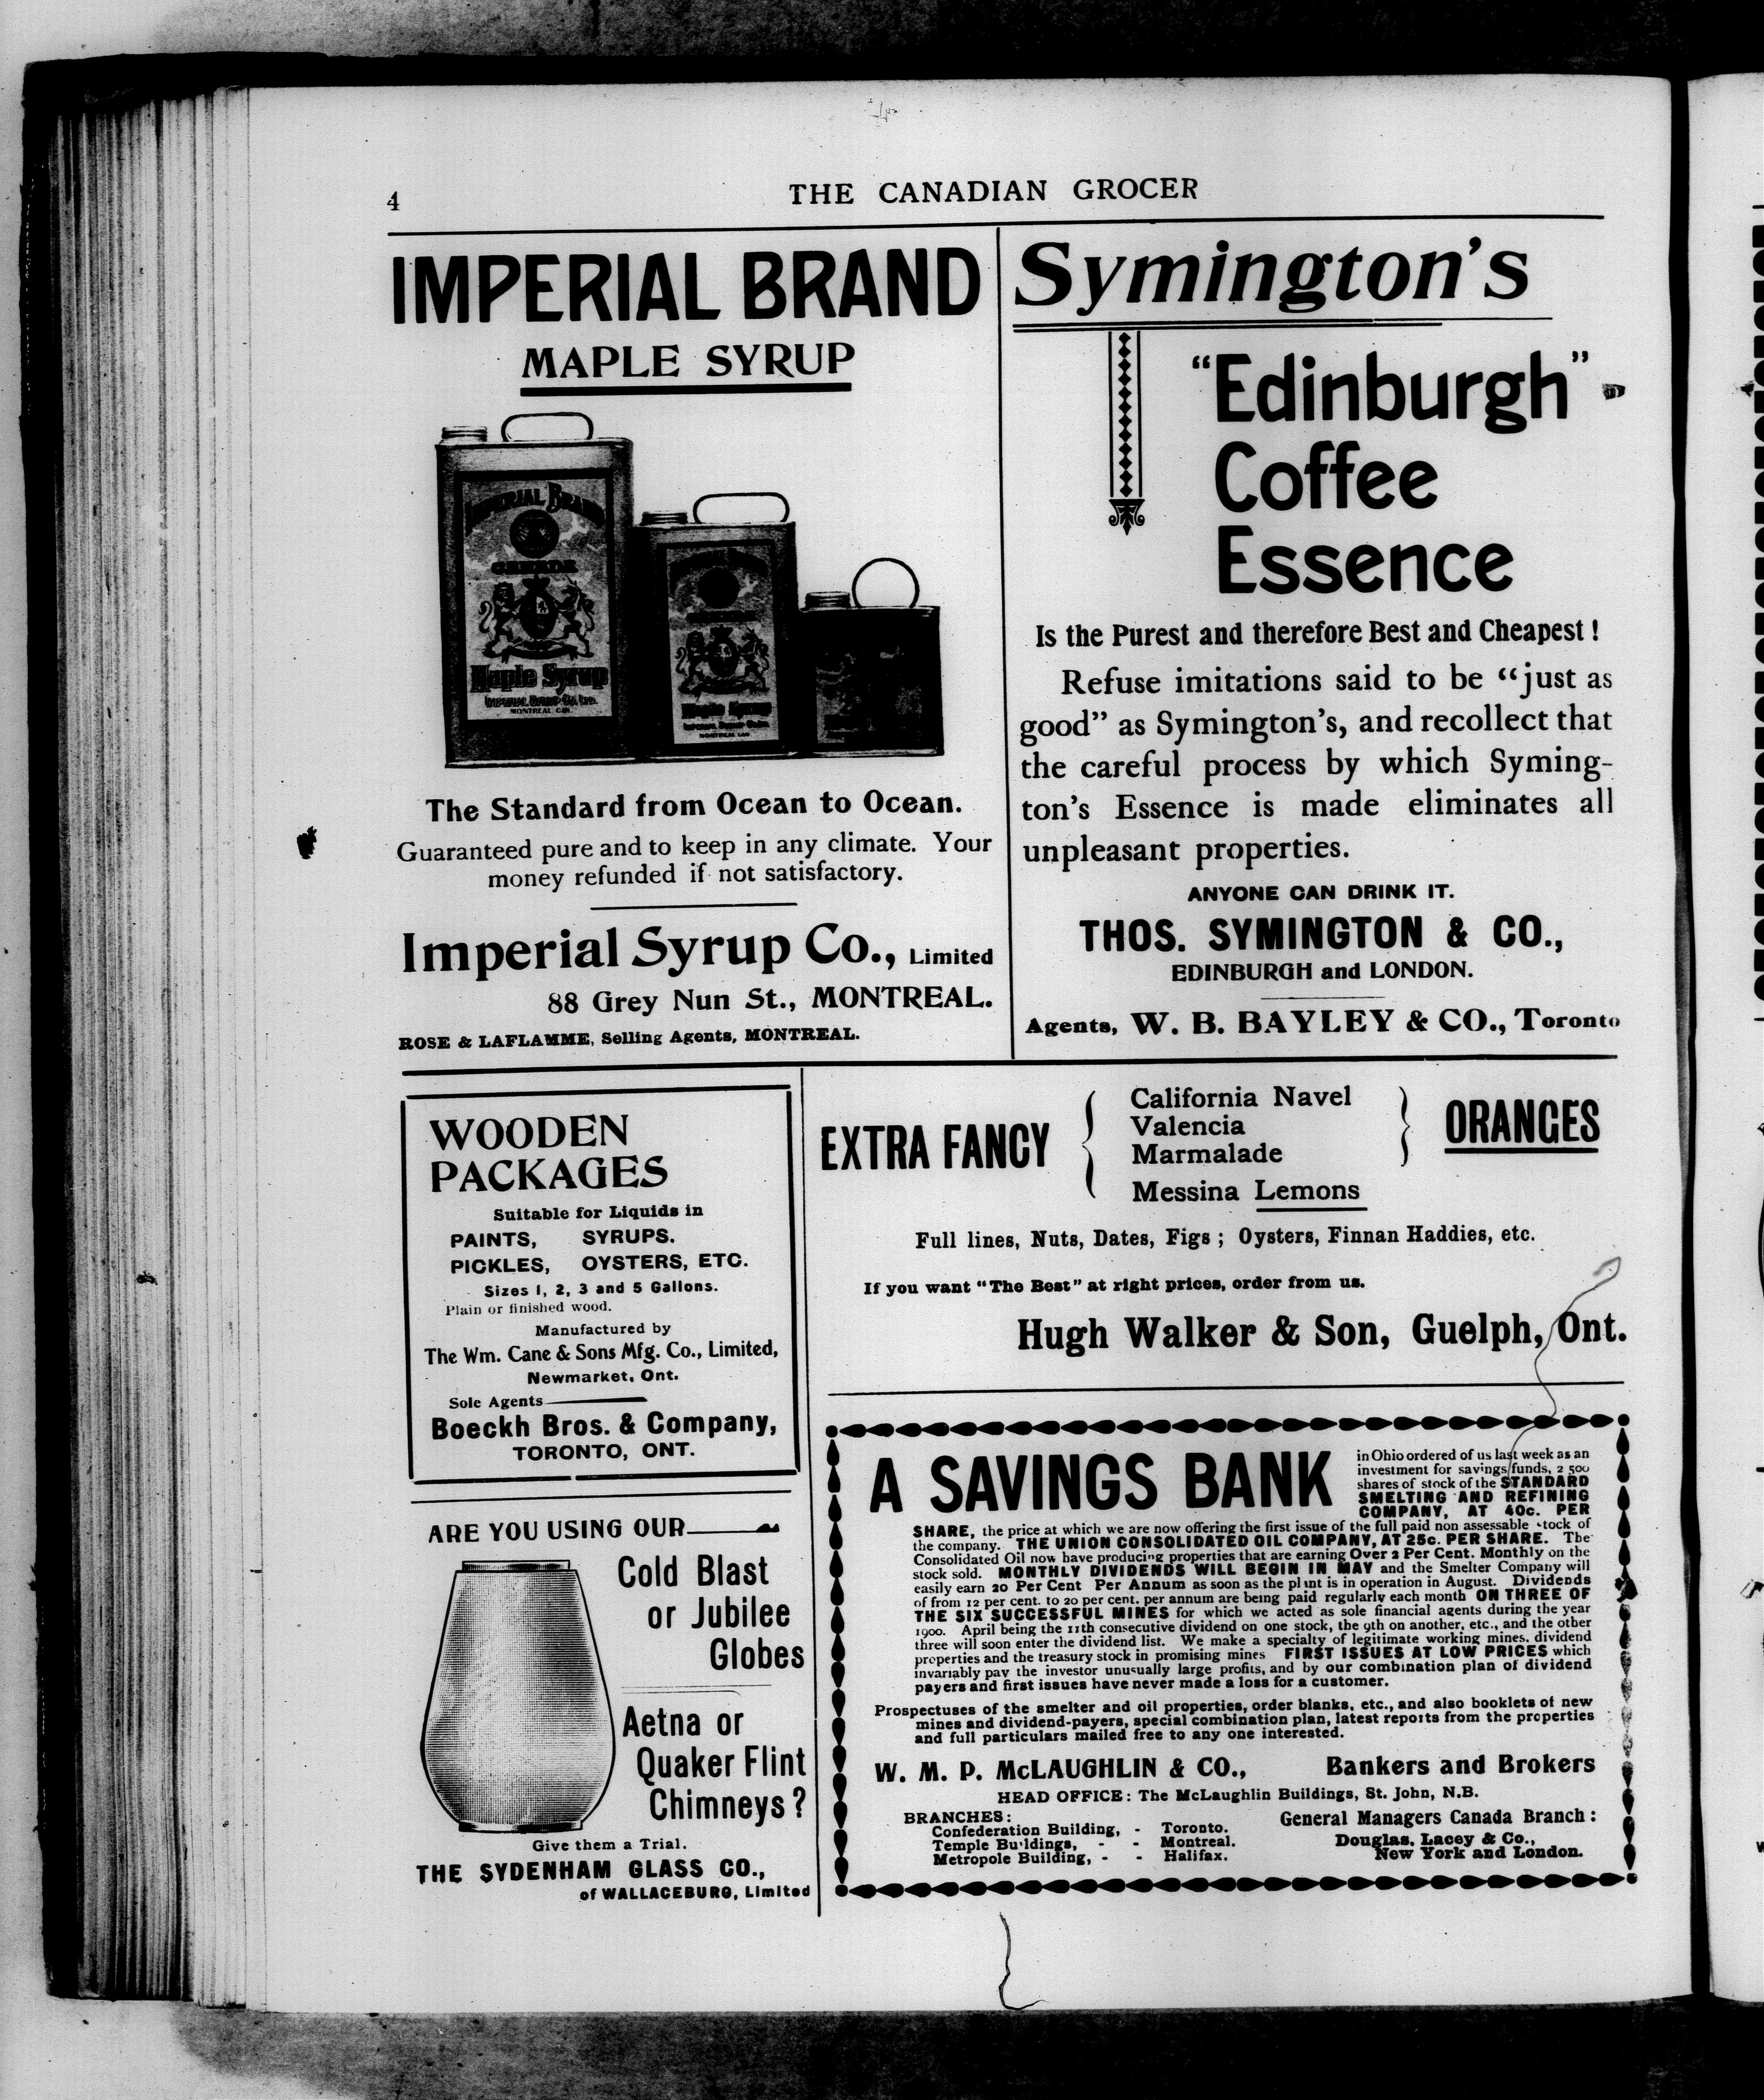 4
THE CANADIAN GROCER
IMPERIAL BRAND
MAPLE SYRUP
IMPERIAL BRAND
CANADA
Maple Syrup
IMPERIAL SYRUP CO. LTD.
MONTREAL CAN.
Maple Syrup
MONTREAL CAN
The Standard from Ocean to Ocean.
Guaranteed pure and to keep in any climate. Your
money refunded if not satisfactory.
Imperial Syrup Co., Limited
88 Grey Nun St., MONTREAL.
ROSE & LAFLAMME, Selling Agents, MONTREAL.
Symington's
"Edinburgh"
Coffee
Essence
Is the Purest and therefore Best and Cheapest !
Refuse imitations said to be "just as
good" as Symington's, and recollect that
the careful process by which Syming-
ton's Essence is made eliminates all
unpleasant properties.
ANYONE CAN DRINK IT.
THOS. SYMINGTON & CO.,
EDINBURGH and LONDON.
Agents, W. B. BAYLEY & CO., Toronto
WOODEN
PACKAGES
Suitable for Liquids in
PAINTS, SYRUPS.
PICKLES, OYSTERS, ETC.
Sizes 1, 2, 3 and 5 Gallons.
Plain or finished wood.
Manufactured by
The Wm. Cane & Sons Mfg. Co., Limited,
Newmarket, Ont.
Sole Agents
Boeckh Bros. & Company,
TORONTO, ONT.
ARE YOU USING OUR
Cold Blast
or Jubilee
Globes
Aetna or
Quaker Flint
Chimneys ?
Give them a Trial.
THE SYDENHAM GLASS CO.,
of WALLACEBURG, Limited
EXTRA FANCY { California Navel
Valencia
Marmalade } ORANGES
Messina Lemons
Full lines, Nuts, Dates, Figs ; Oysters, Finnan Haddies, etc.
If you want "The Best" at right prices, order from us.
Hugh Walker & Son, Guelph, Ont.
A SAVINGS BANK in Ohio ordered of us last week as an
investment for savings funds, 2 500
shares of stock of the STANDARD
SMELTING AND REFINING
COMPANY, AT 40c. PER
SHARE, the price at which we are now offering the first issue of the full paid non assessable stock of
the company. THE UNION CONSOLIDATED OIL COMPANY, AT 25c. PER SHARE. The
Consolidated Oil now have producing properties that are earning Over 2 Per Cent. Monthly on the
stock sold. MONTHLY DIVIDENDS WILL BEGIN IN MAY and the Smelter Company will
easily earn 20 Per Cent Per Annum as soon as the plant is in operation in August. Dividends
of from 12 per cent. to 20 per cent. per annum are being paid regularly each month ON THREE OF
THE SIX SUCCESSFUL MINES for which we acted as sole financial agents during the year
1900. April being the 11th consecutive dividend on one stock, the 9th on another, etc., and the other
three will soon enter the dividend list. We make a specialty of legitimate working mines, dividend
properties and the treasury stock in promising mines FIRST ISSUES AT LOW PRICES which
invariably pay the investor unusually large profits, and by our combination plan of dividend
payers and first issues have never made a loss for a customer.
Prospectuses of the smelter and oil properties, order blanks, etc., and also booklets of new
mines and dividend-payers, special combination plan, latest reports from the properties
and full particulars mailed free to any one interested.
W. M. P. McLAUGHLIN & CO., Bankers and Brokers
HEAD OFFICE : The McLaughlin Buildings, St. John, N.B.
BRANCHES :
Confederation Building, - Toronto.
Temple Buildings, - - Montreal.
Metropole Building, - - Halifax.
General Managers Canada Branch :
Douglas, Lacey & Co.,
New York and London.